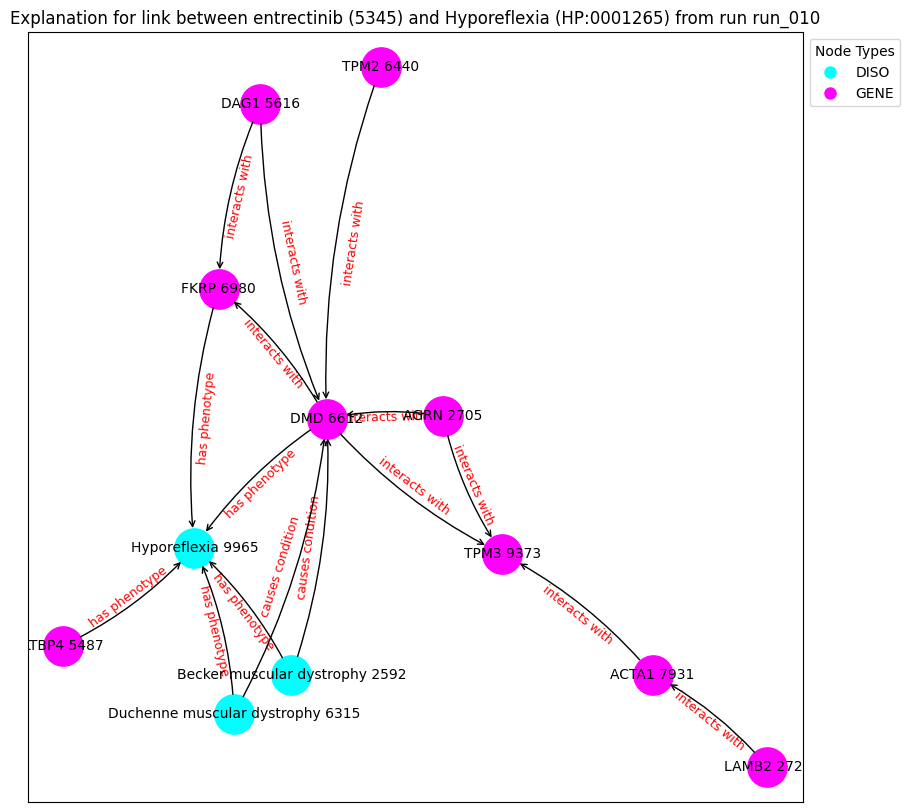 Explanation for link between entrectinib (5345) and Hyporeflexia (HP:0001265) from run run_010
Node Types
DISO
GENE
TPM2 6440
DAG1 5616
interacts with
interacts with
interacts with
FKRP 6980
interacts with
has phenotype
DMD 6612
AGRN 2705
interacts with
has phenotype
interacts with
interacts with
causes condition
causes condition
Hyporeflexia 9965
TPM3 9373
has phenotype
has phenotype
has phenotype
interacts with
TBP4 5487
Becker muscular dystrophy 2592
ACTA1 7931
Duchenne muscular dystrophy 6315
interacts with
LAMB2 272